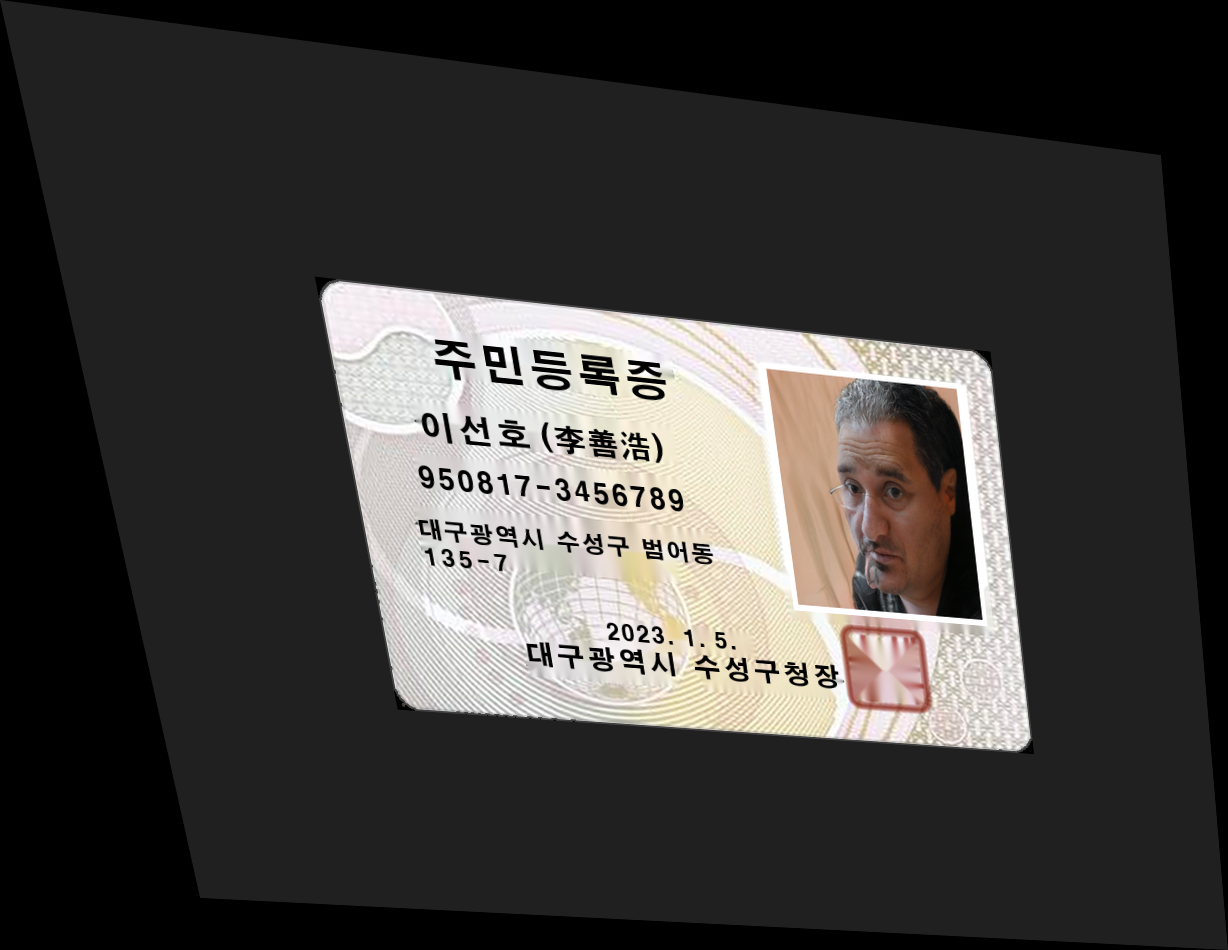 주민등록증
이선호(李善浩)
950817-3456789
대구광역시 수성구 범어동
135-7
2023. 1. 5.
대구광역시 수성구청장